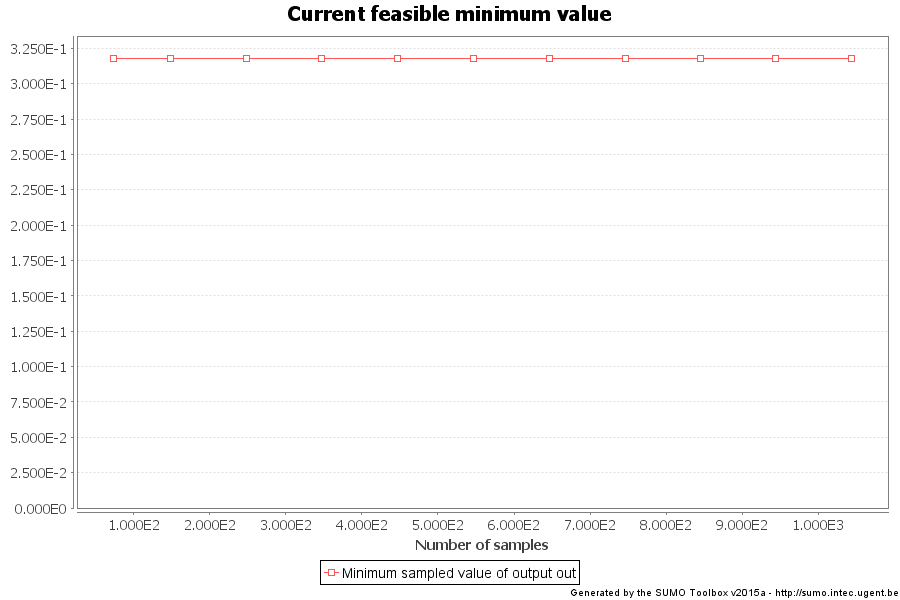 Current feasible minimum value
3.250E-1
3.000E-1
2.750E-1
2.500E-1
2.250E-1
2.000E-1
1.750E-1
1.500E-1
1.250E-1
1.000E-1
7.500E-2
5.000E-2
2.500E-2
0.000E0
1.000E2 2.000E2 3.000E2 4.000E2 5.000E2 6.000E2 7.000E2 8.000E2 9.000E2 1.000E3
Number of samples
Minimum sampled value of output out
Generated by the SUMO Toolbox v2015a - http://sumo.intec.ugent.be